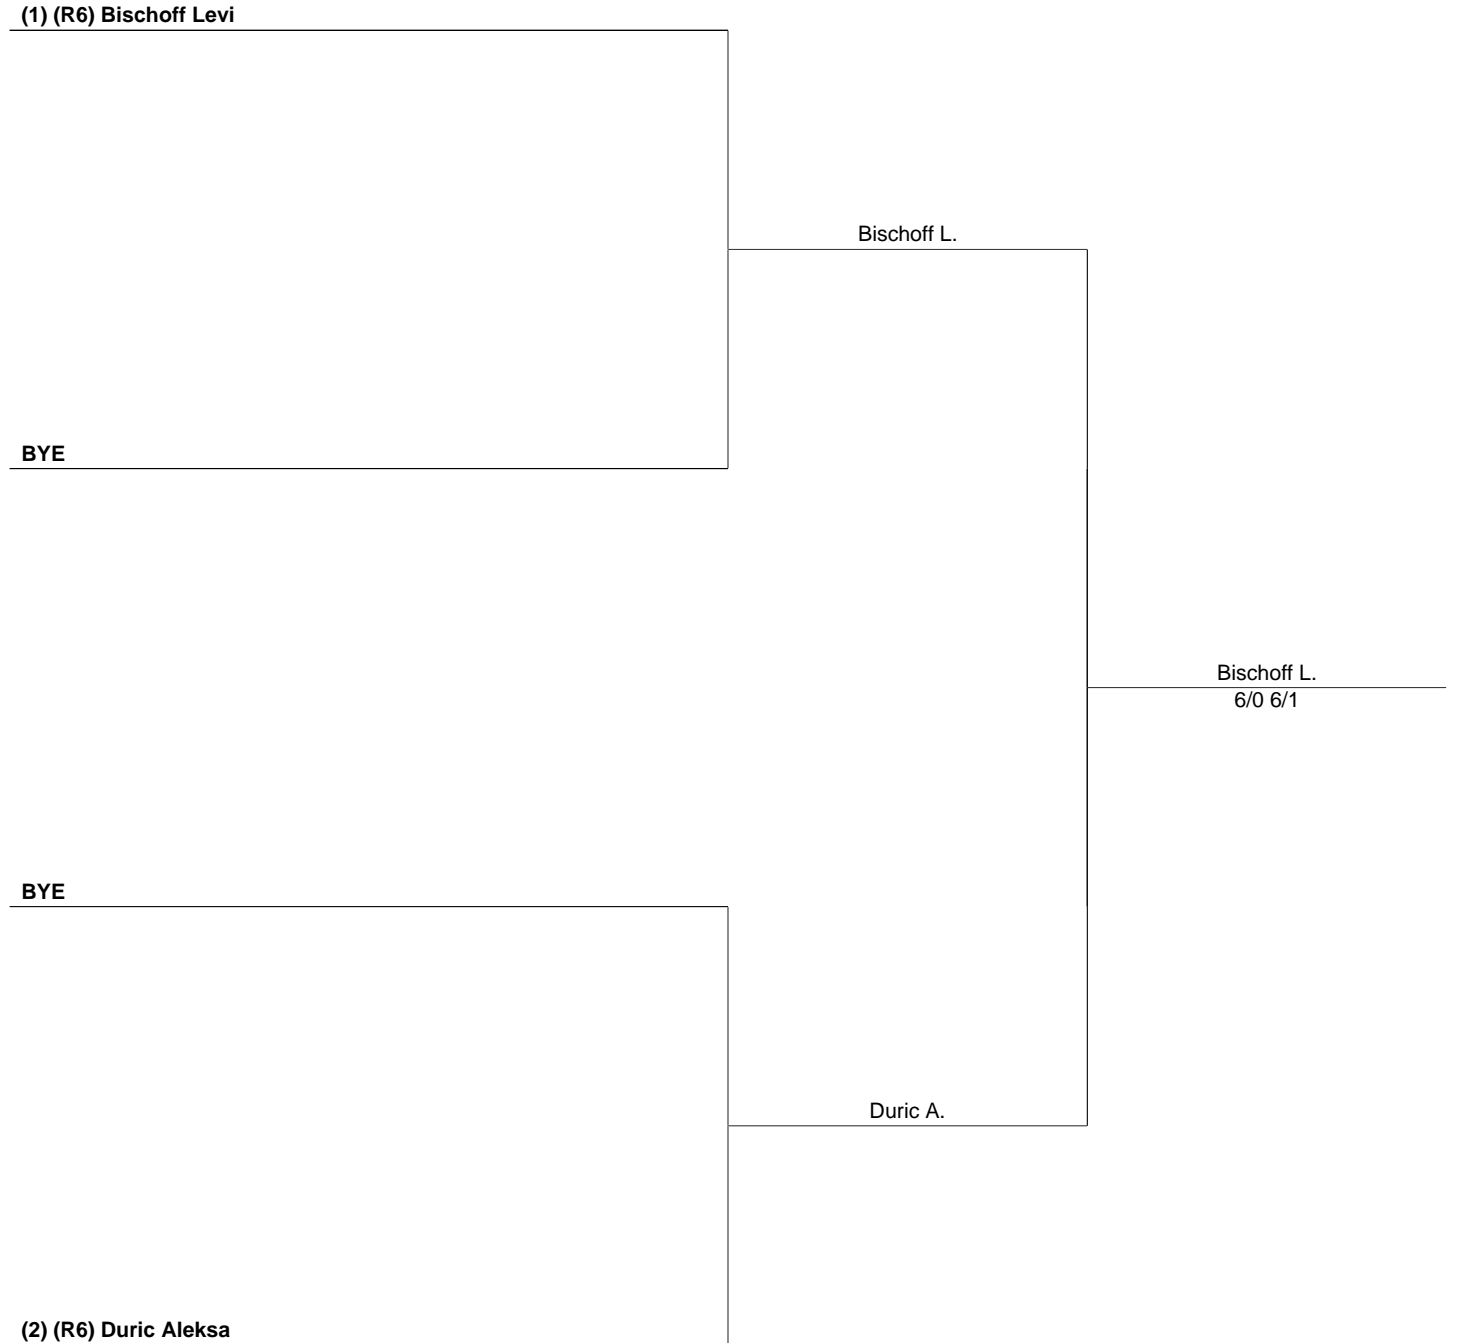 (1) (R6) Bischoff Levi
Bischoff L.
BYE
Bischoff L.
6/0 6/1
BYE
Duric A.
(2) (R6) Duric Aleksa